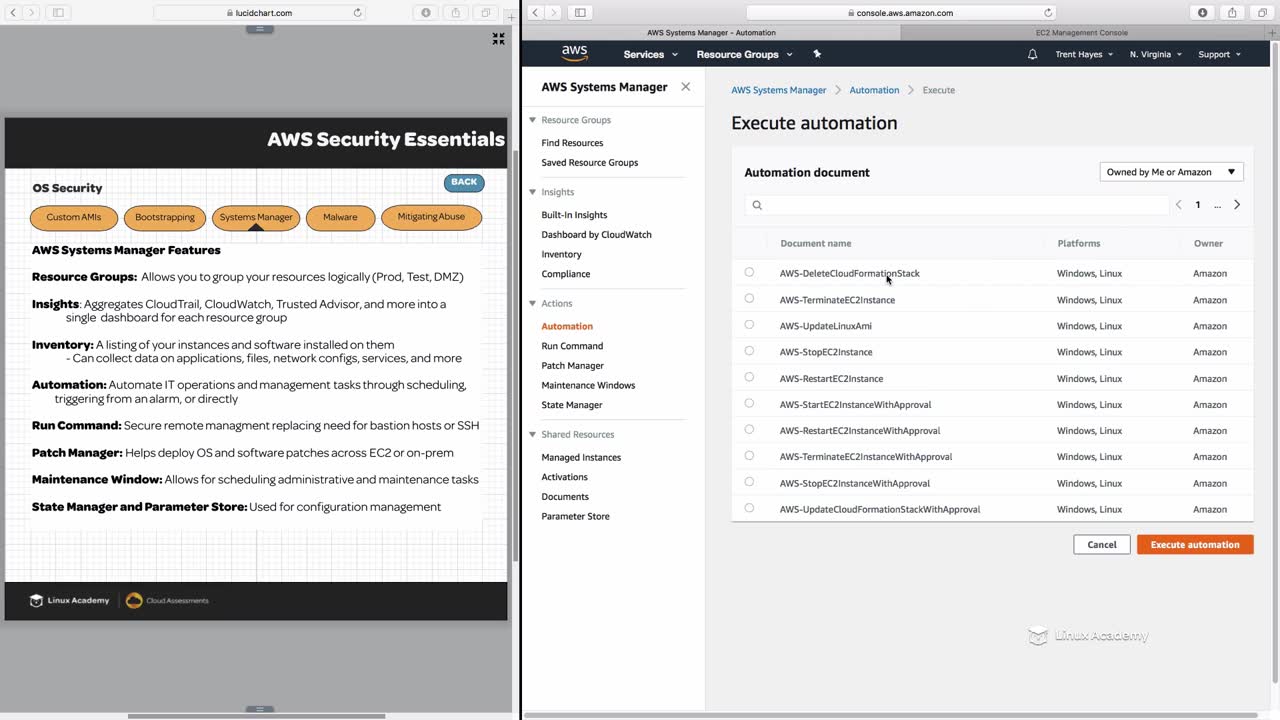 lucidchart.com
AWS Security Essentials
OS Security
BACK
Custom AMIs
Bootstrapping
Systems Manager
Malware
Mitigating Abuse
AWS Systems Manager Features
Resource Groups: Allows you to group your resources logically (Prod, Test, DMZ)
Insights: Aggregates CloudTrail, CloudWatch, Trusted Advisor, and more into a
single dashboard for each resource group
Inventory: A listing of your instances and software installed on them
- Can collect data on applications, files, network configs, services, and more
Automation: Automate IT operations and management tasks through scheduling,
triggering from an alarm, or directly
Run Command: Secure remote managment replacing need for bastion hosts or SSH
Patch Manager: Helps deploy OS and software patches across EC2 or on-prem
Maintenance Window: Allows for scheduling administrative and maintenance tasks
State Manager and Parameter Store: Used for configuration management
Linux Academy
Cloud Assessments
console.aws.amazon.com
AWS Systems Manager - Automation
EC2 Management Console
aws
Services
Resource Groups
Trent Hayes
N. Virginia
Support
AWS Systems Manager
Resource Groups
Find Resources
Saved Resource Groups
Insights
Built-In Insights
Dashboard by CloudWatch
Inventory
Compliance
Actions
Automation
Run Command
Patch Manager
Maintenance Windows
State Manager
Shared Resources
Managed Instances
Activations
Documents
Parameter Store
AWS Systems Manager > Automation > Execute
Execute automation
Automation document
Owned by Me or Amazon
1 ...
Document name Platforms Owner
AWS-DeleteCloudFormationStack Windows, Linux Amazon
AWS-TerminateEC2Instance Windows, Linux Amazon
AWS-UpdateLinuxAmi Windows, Linux Amazon
AWS-StopEC2Instance Windows, Linux Amazon
AWS-RestartEC2Instance Windows, Linux Amazon
AWS-StartEC2InstanceWithApproval Windows, Linux Amazon
AWS-RestartEC2InstanceWithApproval Windows, Linux Amazon
AWS-TerminateEC2InstanceWithApproval Windows, Linux Amazon
AWS-StopEC2InstanceWithApproval Windows, Linux Amazon
AWS-UpdateCloudFormationStackWithApproval Windows, Linux Amazon
Cancel
Execute automation
Linux Academy